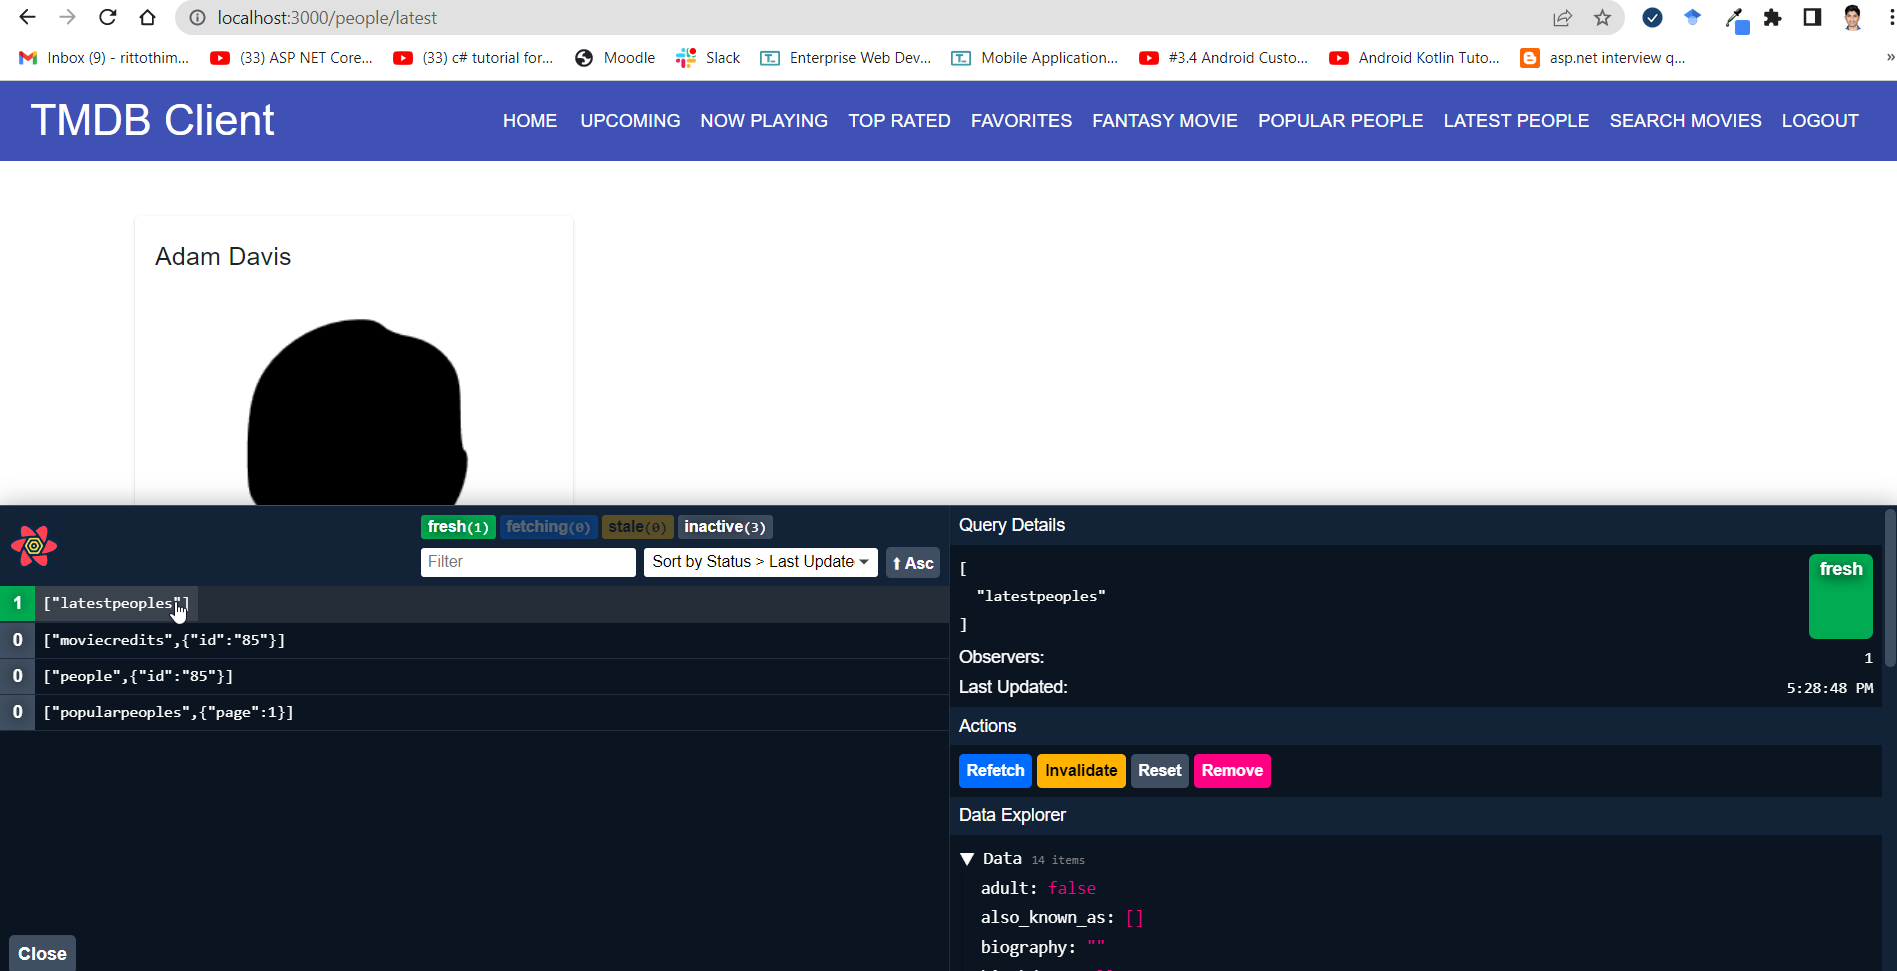 localhost:3000/people/latest
Inbox (9) - rittothim... (33) ASP NET Core... (33) c# tutorial for... Moodle Slack Enterprise Web Dev... Mobile Application... #3.4 Android Custo... Android Kotlin Tuto... asp.net interview q... »
TMDB Client HOME UPCOMING NOW PLAYING TOP RATED FAVORITES FANTASY MOVIE POPULAR PEOPLE LATEST PEOPLE SEARCH MOVIES LOGOUT
Adam Davis
fresh(1) fetching(0) stale(0) inactive(3)
Filter Sort by Status > Last Update Asc
1 ["latestpeoples"]
0 ["moviecredits",{"id":"85"}]
0 ["people",{"id":"85"}]
0 ["popularpeoples",{"page":1}]
Close
Query Details
[ fresh
"latestpeoples"
]
Observers: 1
Last Updated: 5:28:48 PM
Actions
Refetch Invalidate Reset Remove
Data Explorer
▼ Data 14 items
adult: false
also_known_as: []
biography: ""